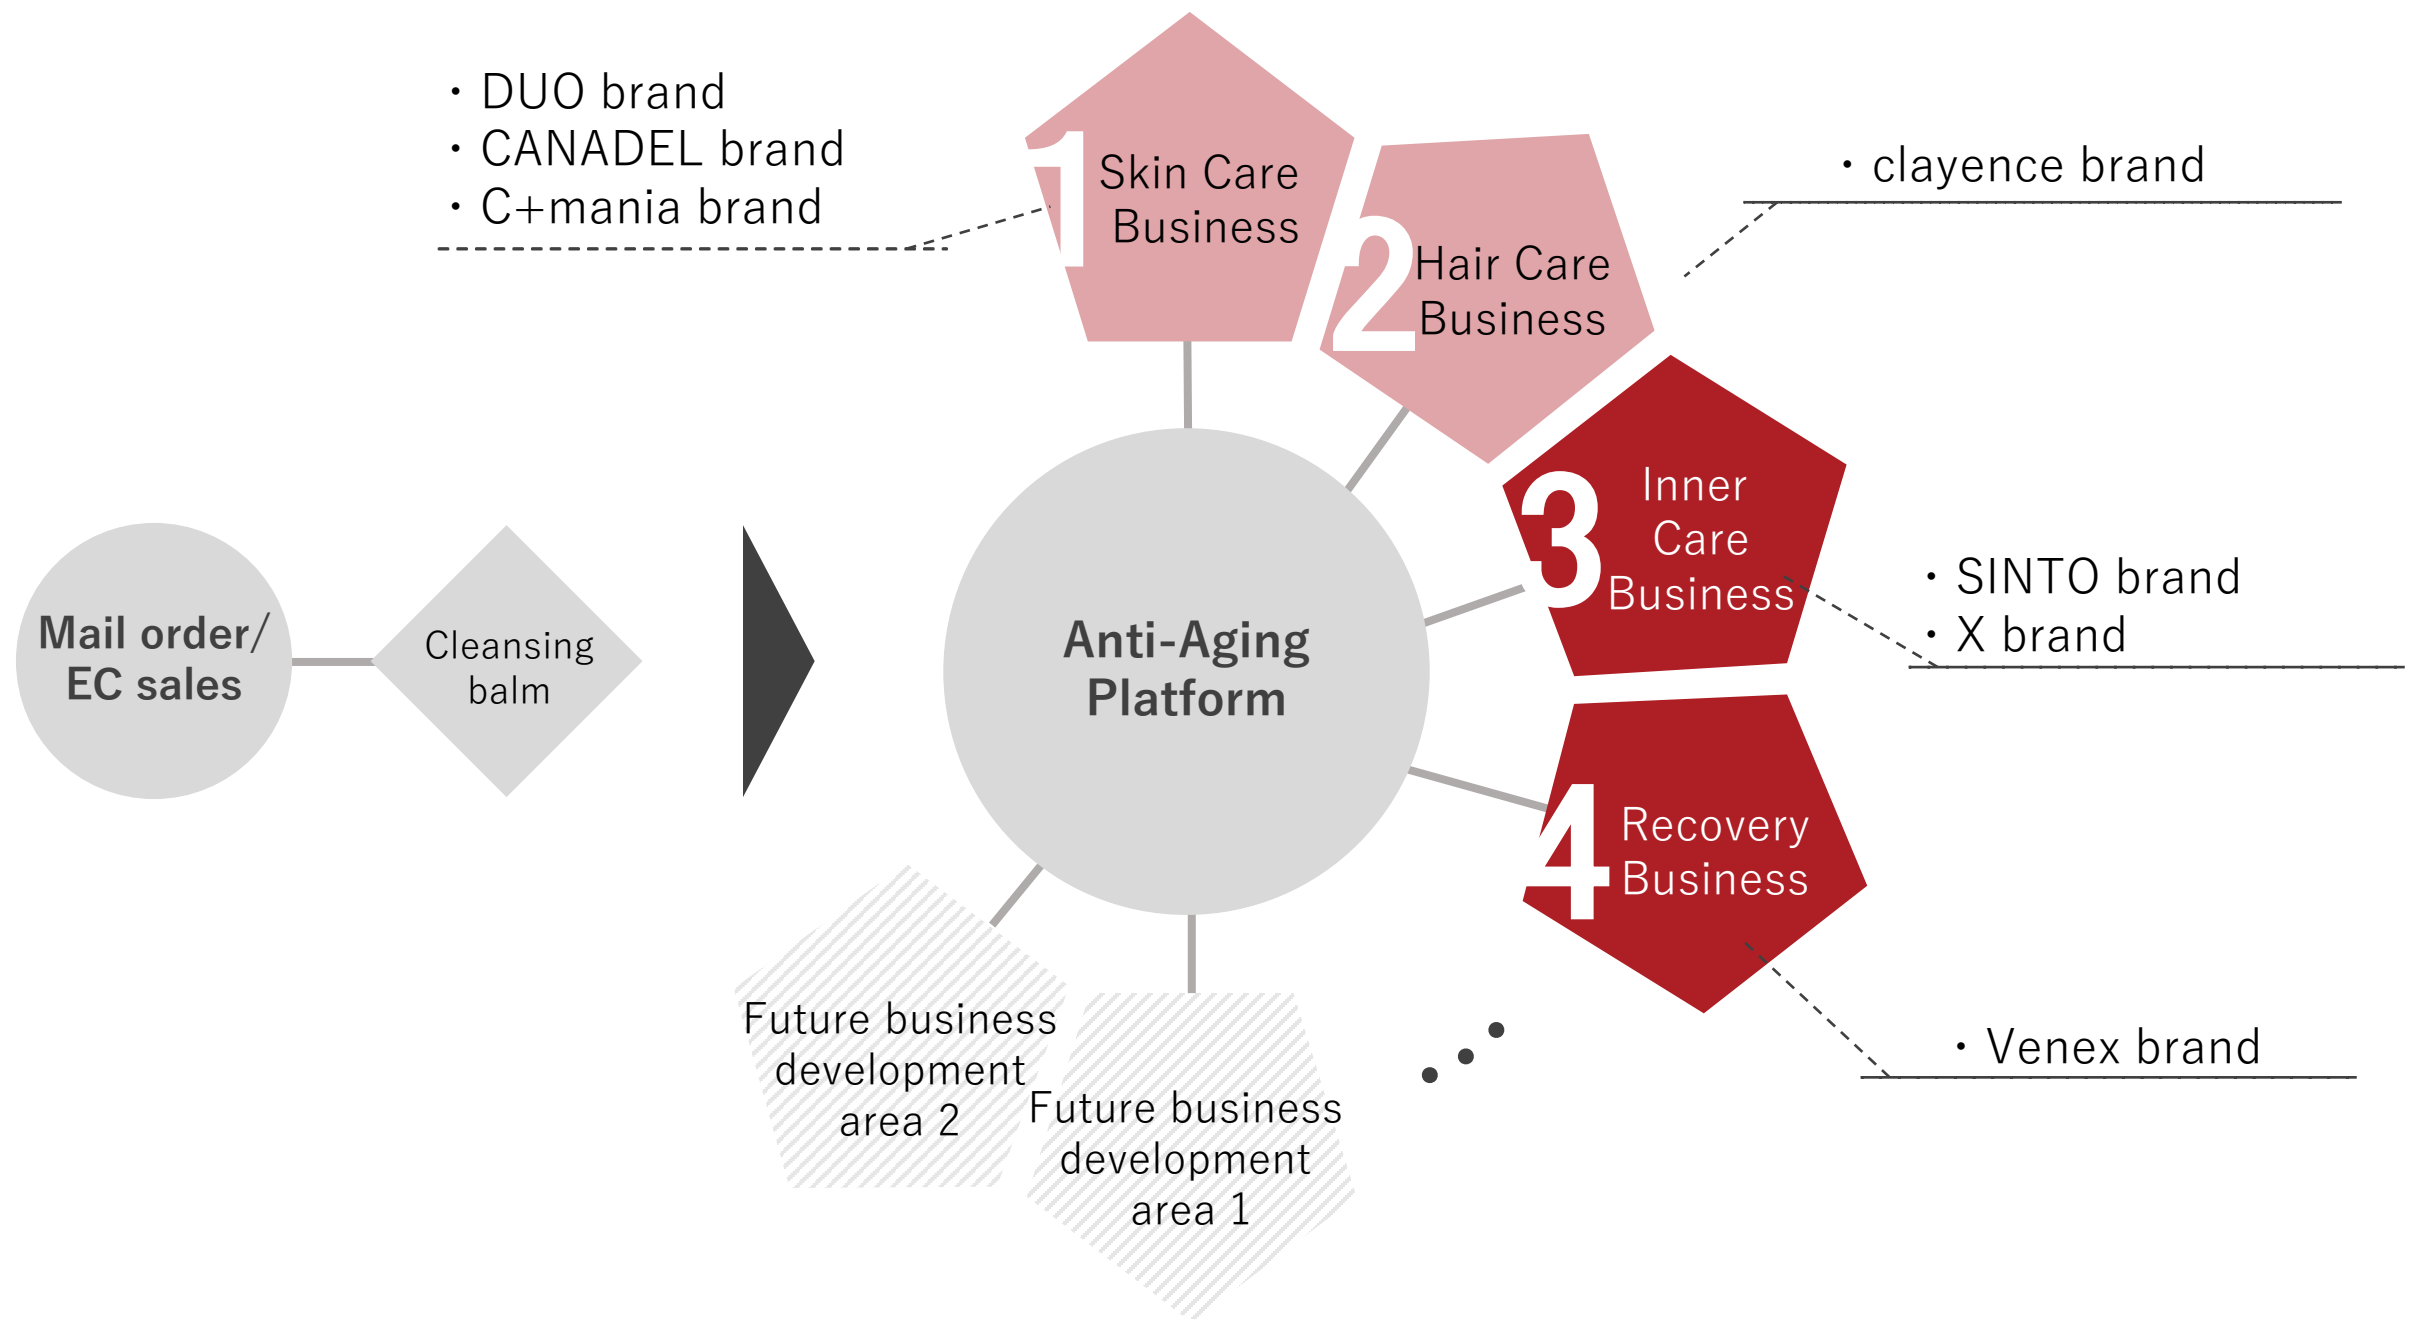 ・DUO brand
・CANADEL brand
・C+mania brand
1
Skin Care
Business
2
Hair Care
Business
・clayence brand
3
Inner
Care
Business
・SINTO brand
・X brand
Mail order/
EC sales
Cleansing
balm
Anti-Aging
Platform
4
Recovery
Business
・Venex brand
Future business
development
area 2
Future business
development
area 1